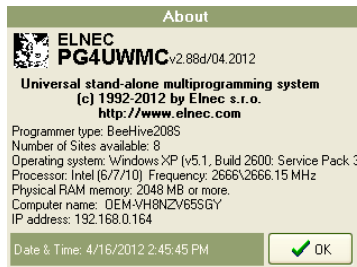 About
ELNEC
PG4UWMC v2.88d/04.2012
Universal stand-alone multiprogramming system
(c) 1992-2012 by Elnec s.r.o.
http://www.elnec.com
Programmer type: BeeHive208S
Number of Sites available: 8
Operating system: Windows XP (v5.1, Build 2600: Service Pack 3
Processor: Intel (6/7/10) Frequency: 2666\2666.15 MHz
Physical RAM memory: 2048 MB or more.
Computer name: OEM-VH8NZV65SGY
IP address: 192.168.0.164
Date & Time: 4/16/2012 2:45:45 PM
OK